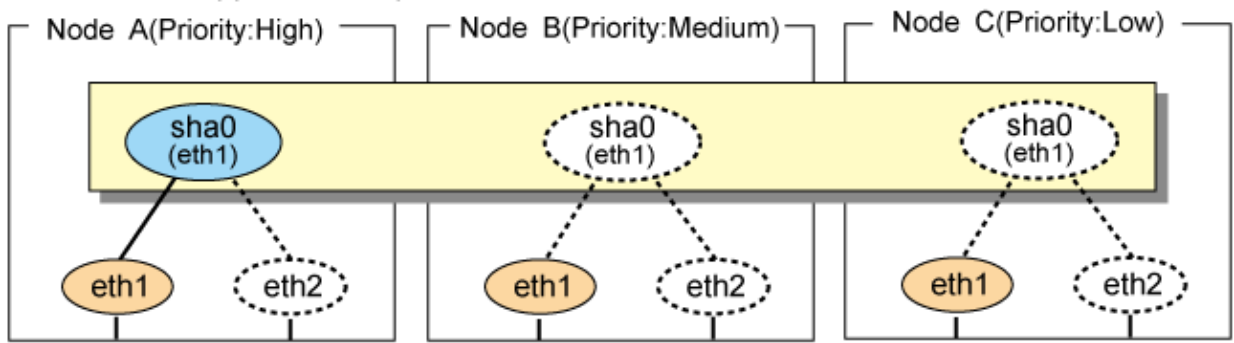 Node A(Priority:High)
Node B(Priority:Medium)
Node C(Priority:Low)
sha0
(eth1)
sha0
(eth1)
sha0
(eth1)
eth1
eth2
eth1
eth2
eth1
eth2